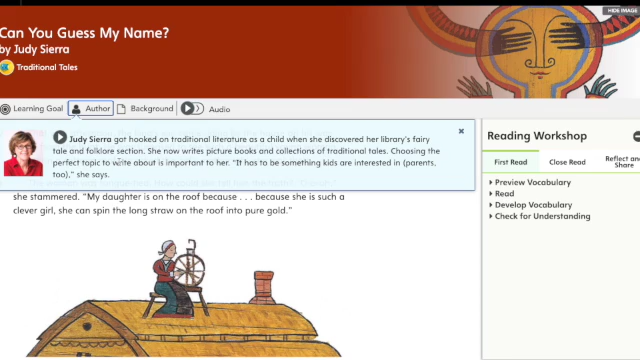 HIDE IMAGE
Can You Guess My Name?
by Judy Sierra
Traditional Tales
Learning Goal Author Background Audio
Judy Sierra got hooked on traditional literature as a child when she discovered her library's fairy
tale and folklore section. She now writes picture books and collections of traditional tales. Choosing the
perfect topic to write about is important to her. "It has to be something kids are interested in (parents,
too)," she says.
she stammered. "My daughter is on the roof because . . . because she is such a
clever girl, she can spin the long straw on the roof into pure gold."
Reading Workshop
First Read Close Read Reflect and
Share
Preview Vocabulary
Read
Develop Vocabulary
Check for Understanding